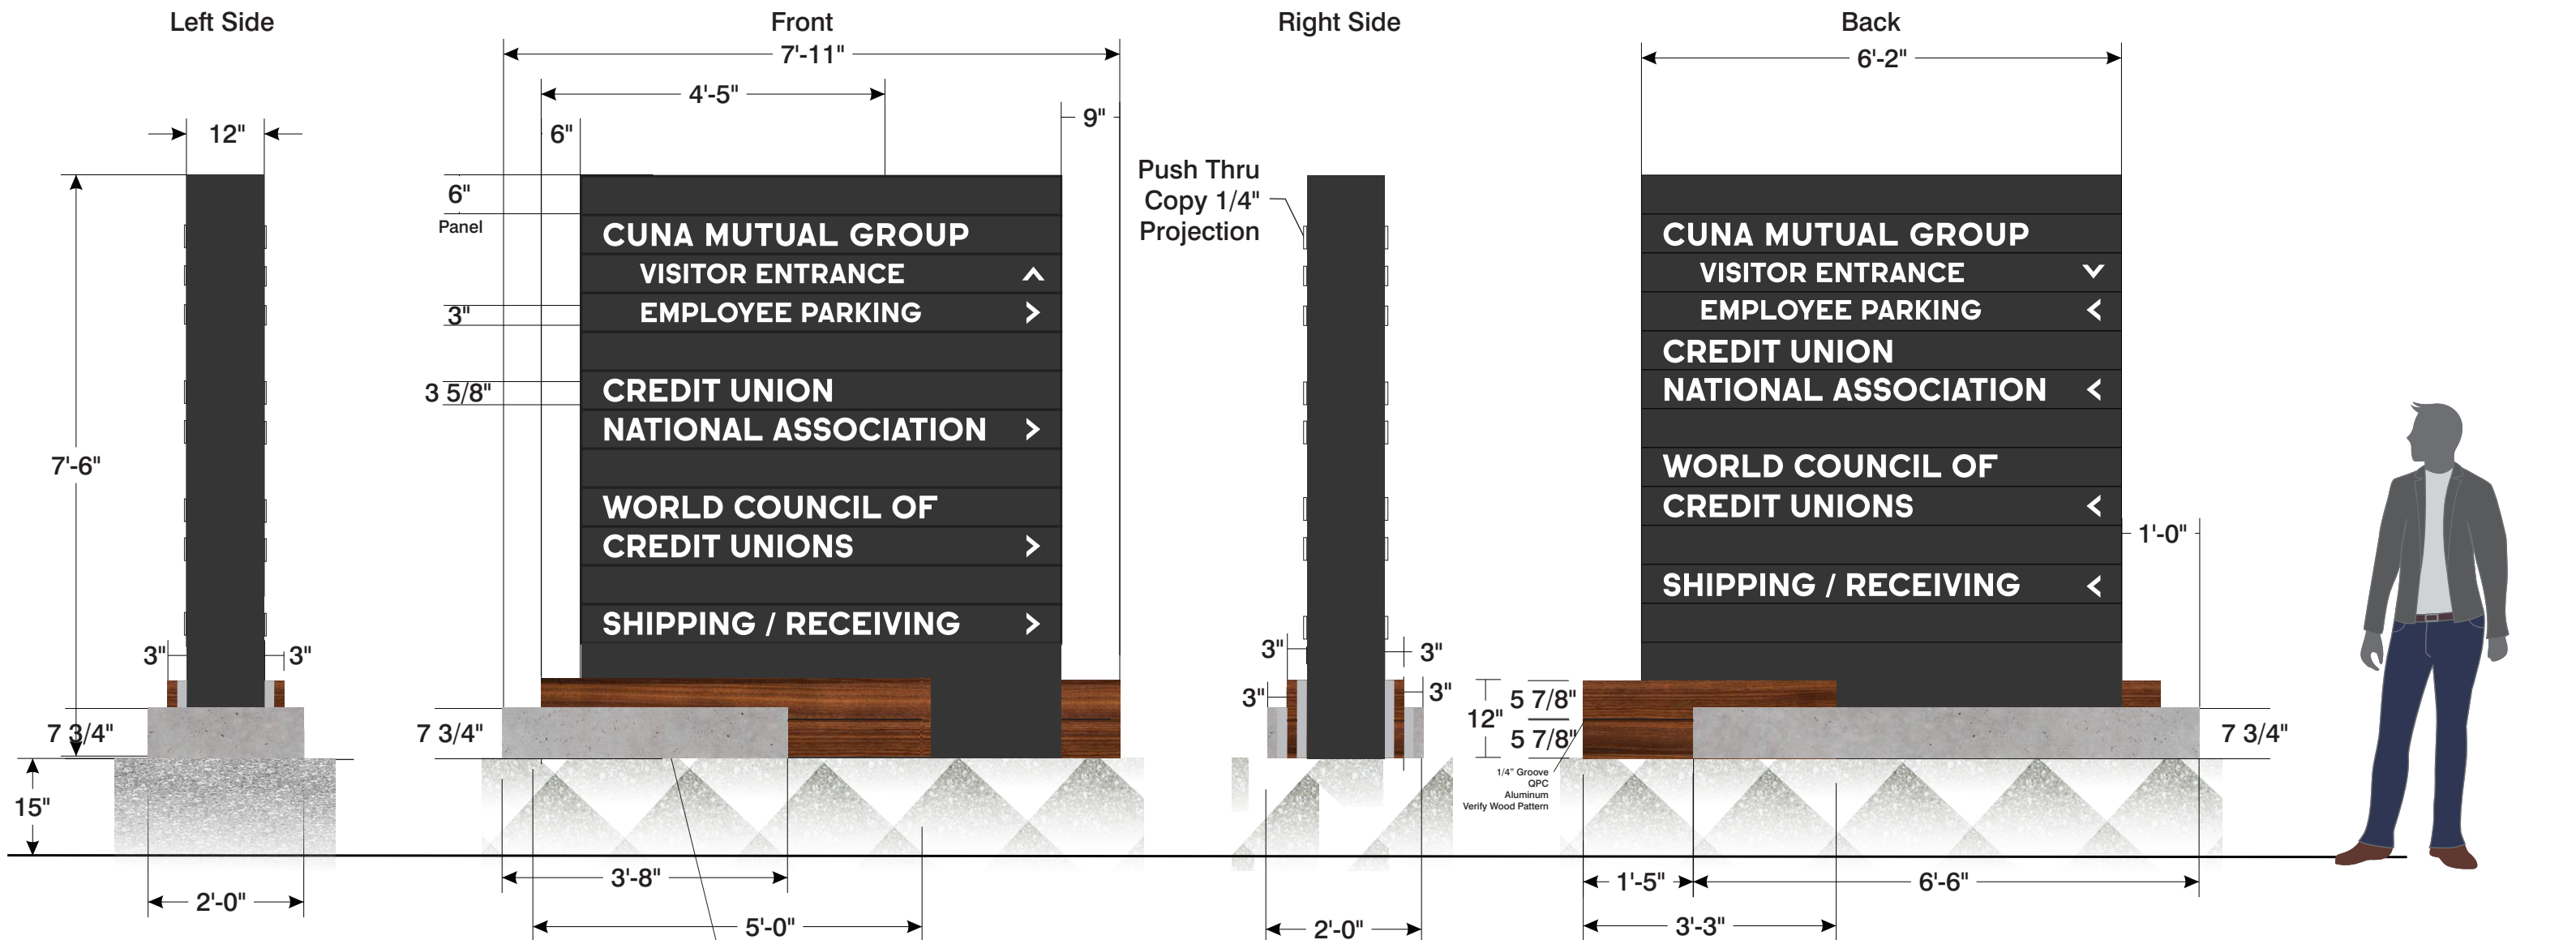 Left Side
12"
7'-6"
3"
3"
7 3/4"
15"
2'-0"
Front
7'-11"
4'-5"
6"
9"
6"
Panel
3"
3 5/8"
7 3/4"
CUNA MUTUAL GROUP
VISITOR ENTRANCE
EMPLOYEE PARKING
CREDIT UNION
NATIONAL ASSOCIATION
WORLD COUNCIL OF
CREDIT UNIONS
SHIPPING / RECEIVING
3'-8"
5'-0"
Right Side
Push Thru
Copy 1/4"
Projection
3"
3"
3"
3"
2'-0"
Back
6'-2"
CUNA MUTUAL GROUP
VISITOR ENTRANCE
EMPLOYEE PARKING
CREDIT UNION
NATIONAL ASSOCIATION
WORLD COUNCIL OF
CREDIT UNIONS
SHIPPING / RECEIVING
1'-0"
12"
5 7/8"
5 7/8"
1/4" Groove
QPC
Aluminum
Verify Wood Pattern
7 3/4"
1'-5"
6'-6"
3'-3"